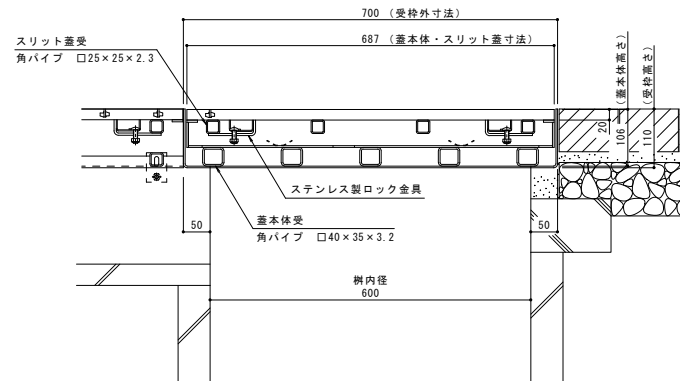 700 （受枠外寸法）
687 （蓋本体・スリット蓋寸法）
スリット蓋受
角パイプ □25×25×2.3
20
106 （蓋本体高さ）
110 （受枠高さ）
ステンレス製ロック金具
50
蓋本体受
角パイプ □40×35×3.2
50
桝内径
600